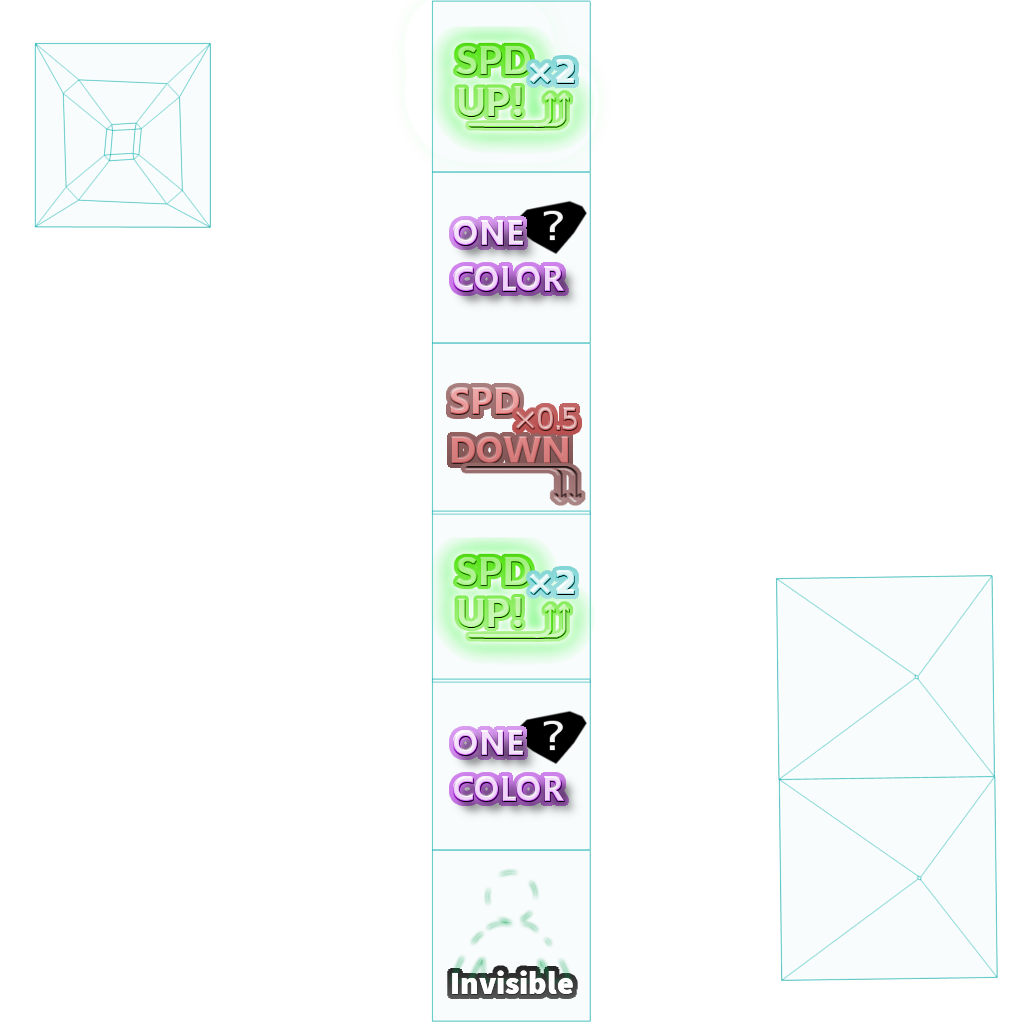 SPD ×2
UP!
ONE ?
COLOR
SPD ×0.5
DOWN
SPD ×2
UP!
ONE ?
COLOR
Invisible